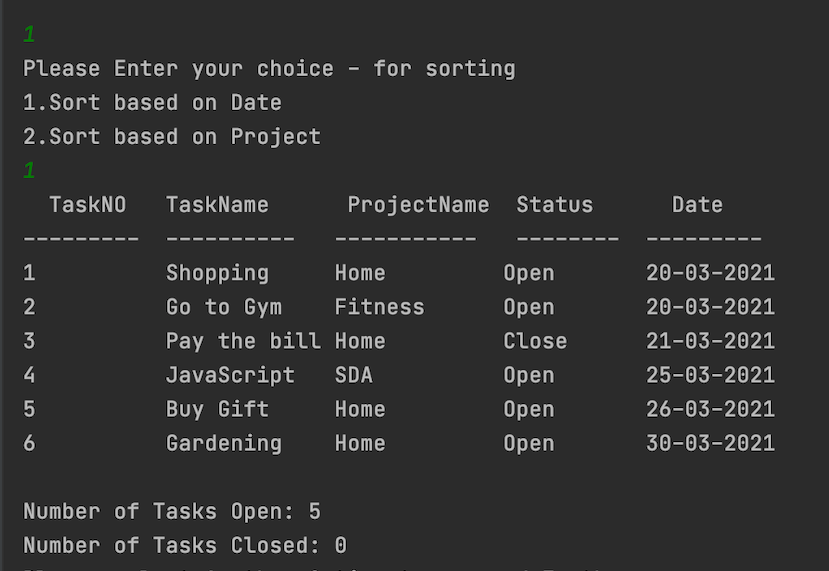 1
Please Enter your choice - for sorting
1.Sort based on Date
2.Sort based on Project
1
TaskNO TaskName ProjectName Status Date
--------- ---------- ----------- -------- ---------
1 Shopping Home Open 20-03-2021
2 Go to Gym Fitness Open 20-03-2021
3 Pay the bill Home Close 21-03-2021
4 JavaScript SDA Open 25-03-2021
5 Buy Gift Home Open 26-03-2021
6 Gardening Home Open 30-03-2021
Number of Tasks Open: 5
Number of Tasks Closed: 0